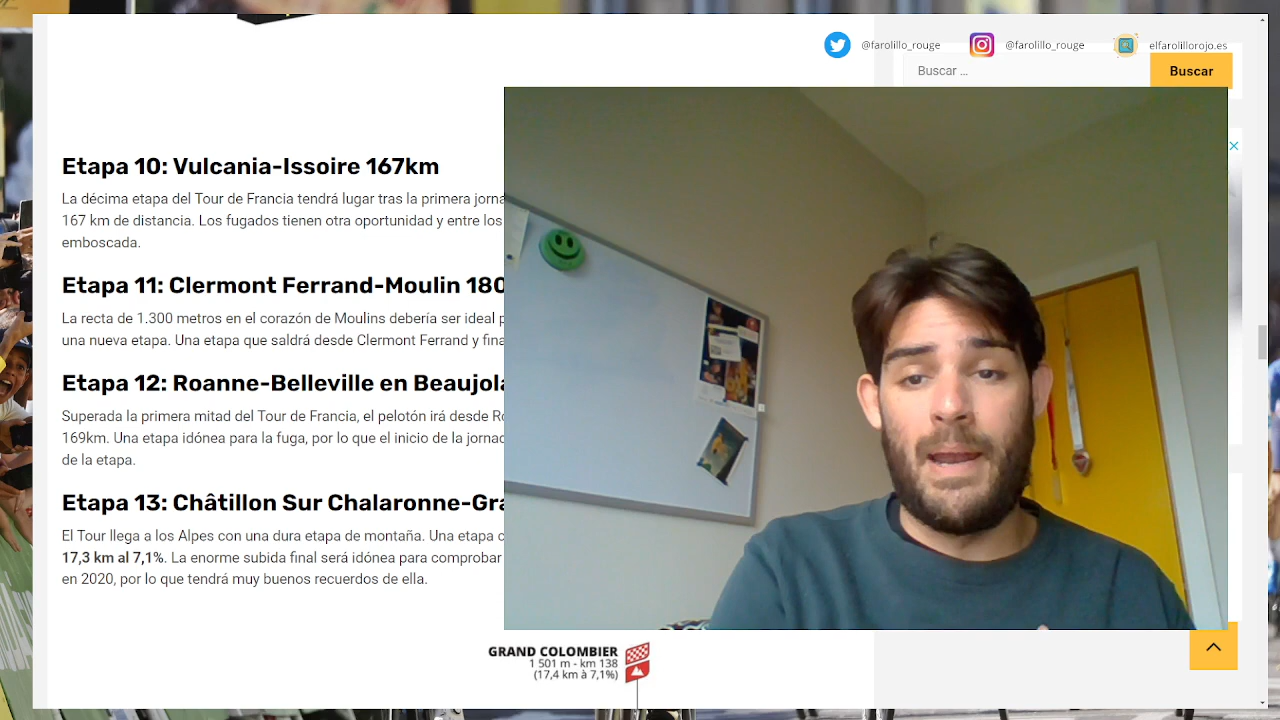 @farolillo_rouge
@farolillo_rouge
elfarolillorojo.es
Buscar ...
Buscar
Etapa 10: Vulcania-Issoire 167km
La décima etapa del Tour de Francia tendrá lugar tras la primera
167 km de distancia. Los fugados tienen otra oportunidad y entre los
emboscada.
Etapa 11: Clermont Ferrand-Moulin
La recta de 1.300 metros en el corazón de Moulins debería ser ideal
una nueva etapa. Una etapa que saldrá desde Clermont Ferrand y
Etapa 12: Roanne-Belleville en
Superada la primera mitad del Tour de Francia, el pelotón irá desde
169km. Una etapa idónea para la fuga, por lo que el inicio de la
de la etapa.
Etapa 13: Châtillon Sur Chalaronne-
El Tour llega a los Alpes con una dura etapa de montaña. Una etapa
17,3 km al 7,1%. La enorme subida final será idónea para comprobar
en 2020, por lo que tendrá muy buenos recuerdos de ella.
GRAND COLOMBIER
1 501 m - km 138
(17,4 km à 7,1%)